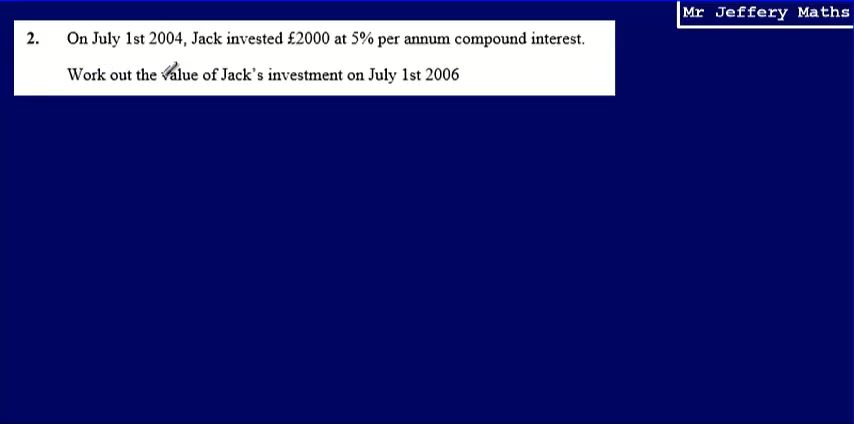 Mr Jeffery Maths
2. On July 1st 2004, Jack invested £2000 at 5% per annum compound interest.
Work out the value of Jack's investment on July 1st 2006